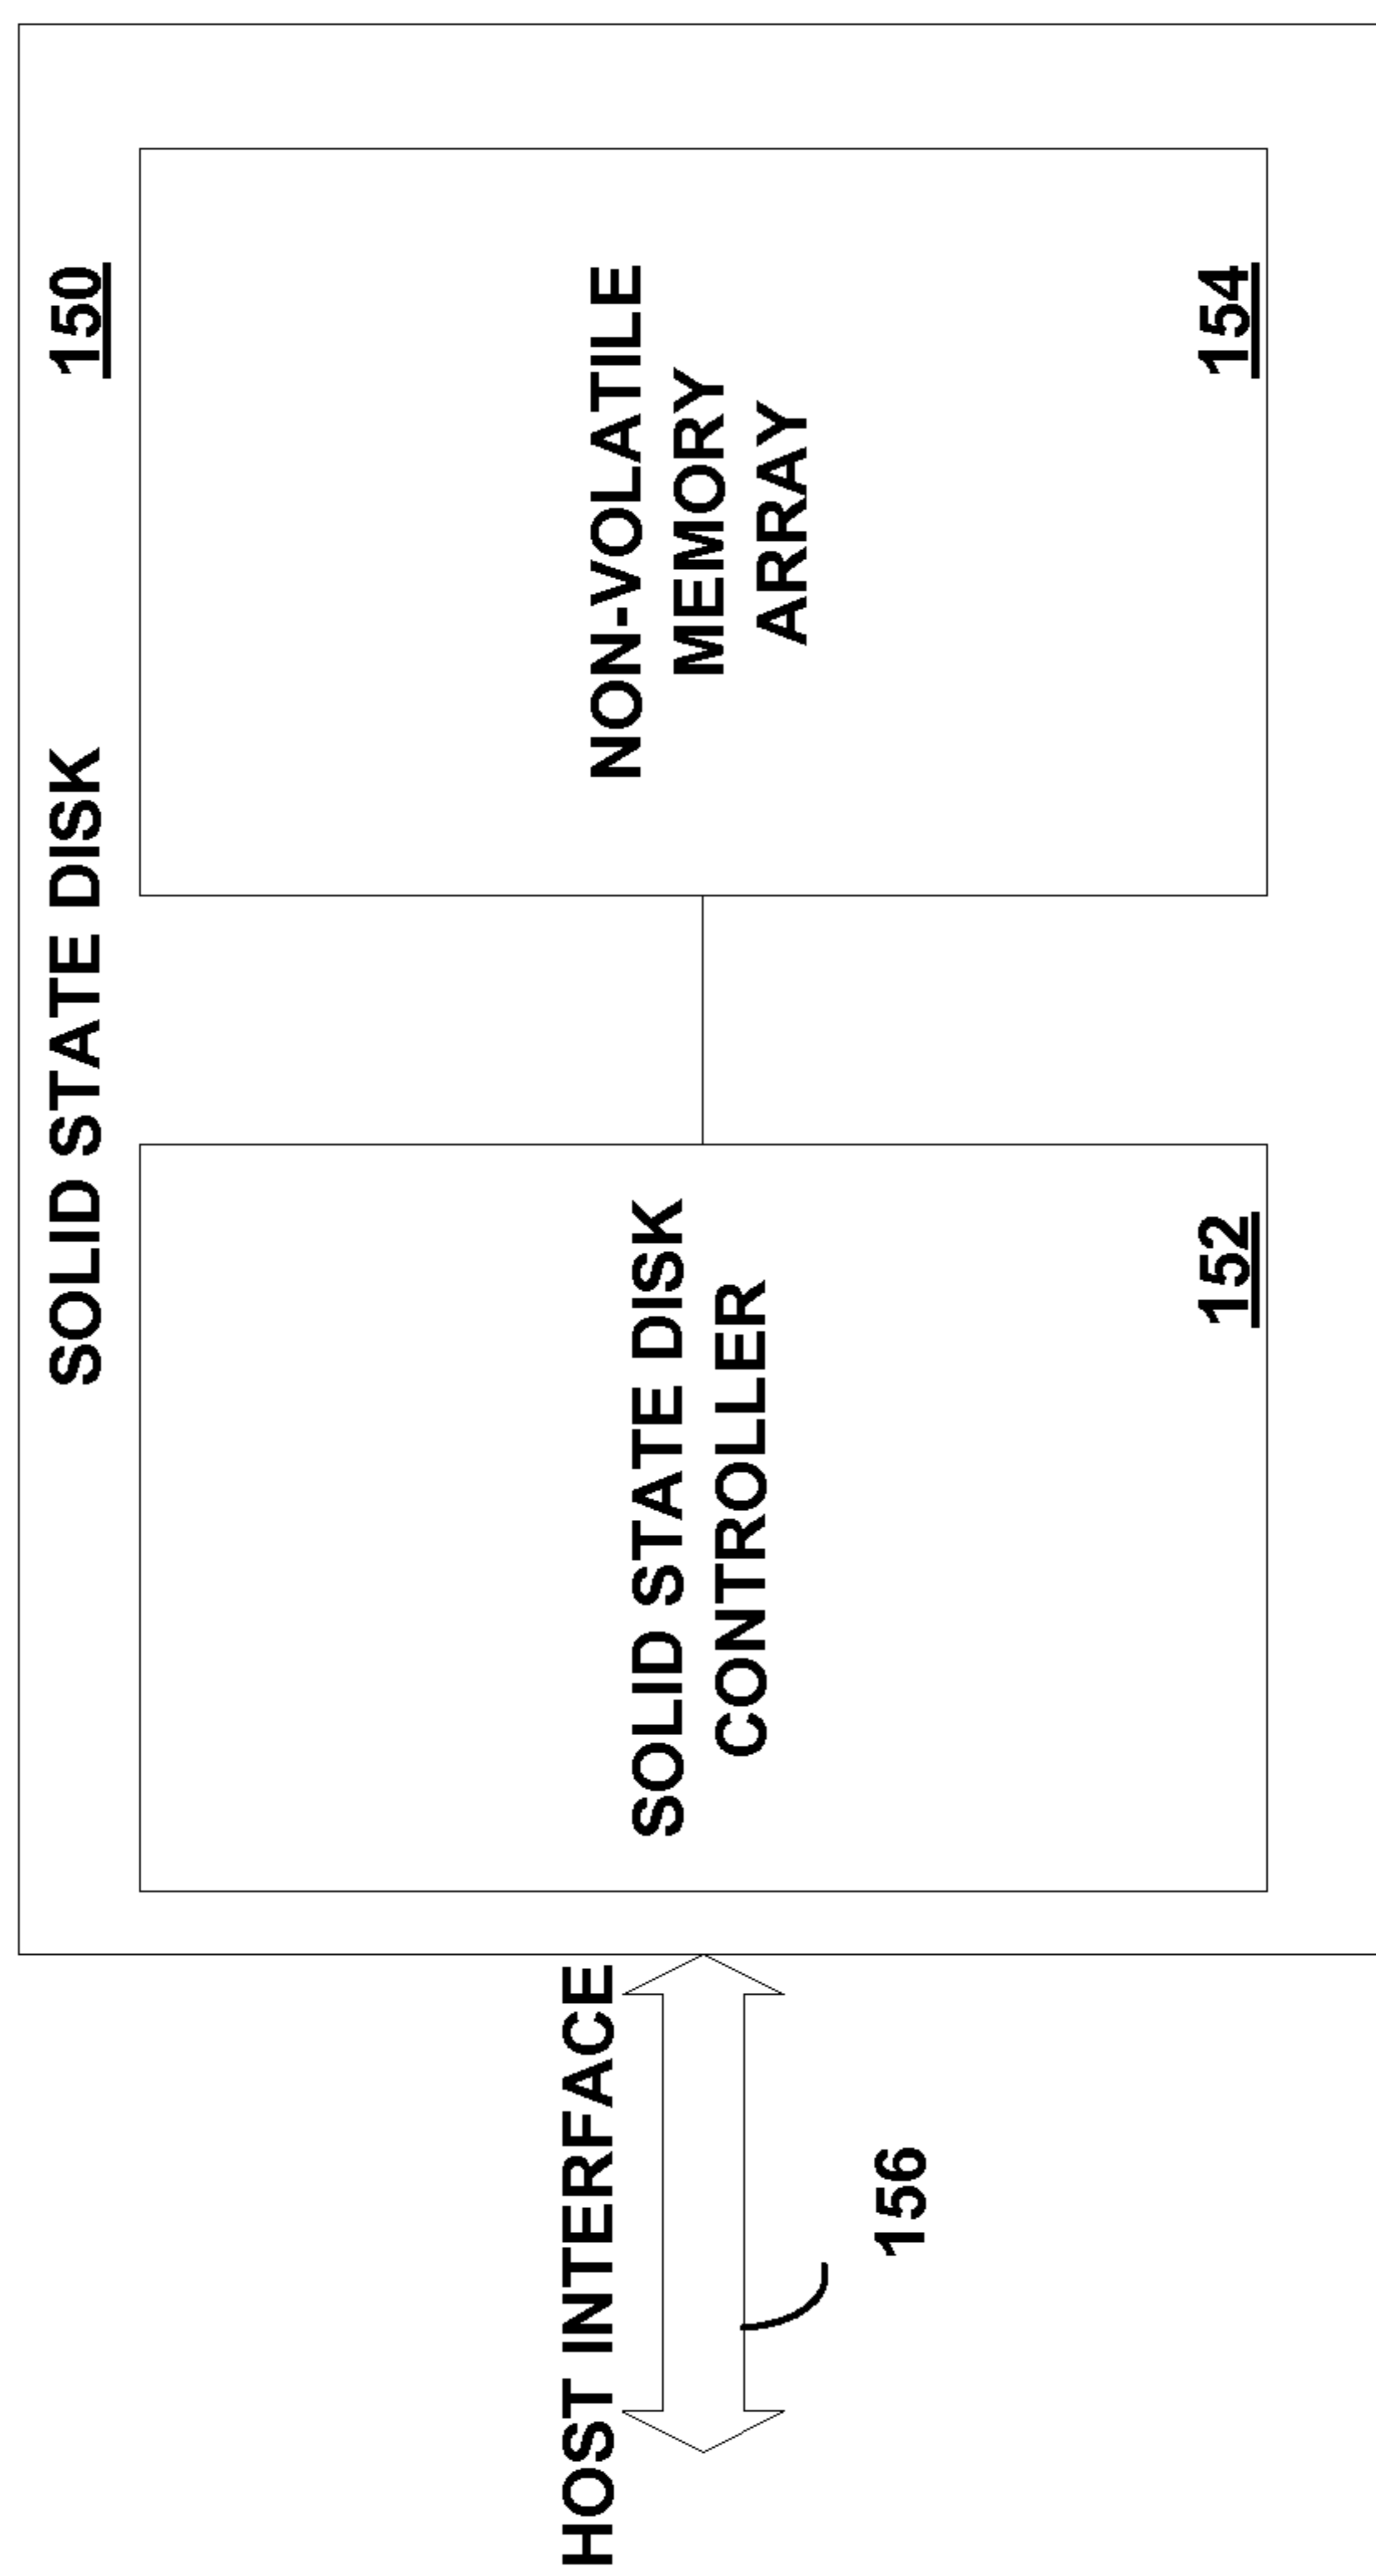 SOLID STATE DISK
150
HOST INTERFACE
156
SOLID STATE DISK
CONTROLLER
152
NON-VOLATILE
MEMORY
ARRAY
154